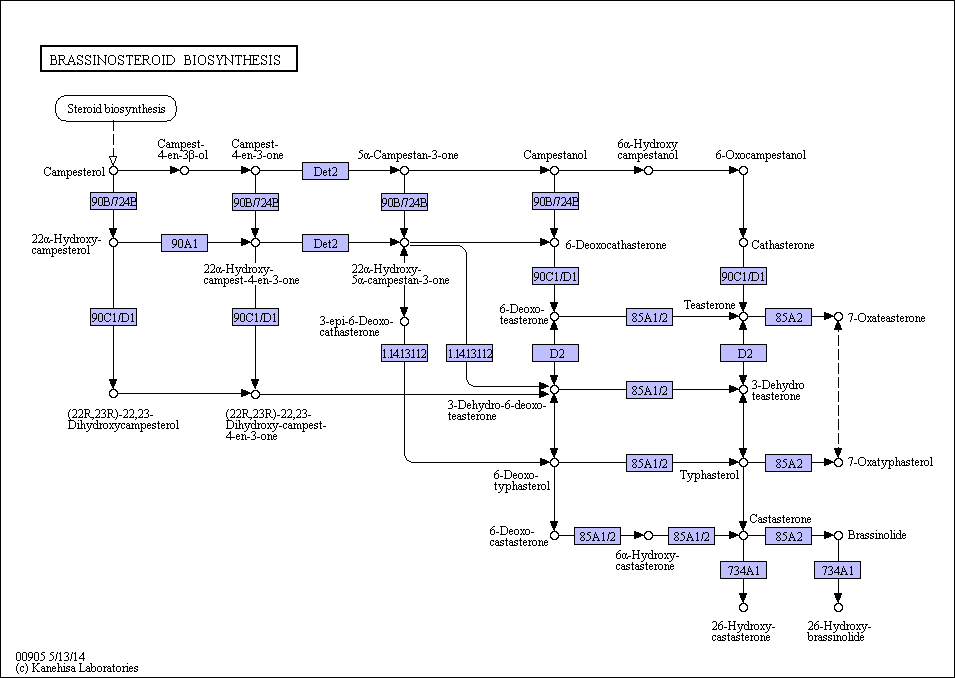 BRASSINOSTEROID BIOSYNTHESIS
Steroid biosynthesis
Campest-
4-en-3β-ol
Campest-
4-en-3-one
5α-Campestan-3-one
Campestanol
6α-Hydroxy
campestanol
6-Oxocampestanol
Campesterol
Det2
90B/724B
90B/724B
90B/724B
90B/724B
22α-Hydroxy-
campesterol
90A1
Det2
6-Deoxocathasterone
Cathasterone
22α-Hydroxy-
campest-4-en-3-one
22α-Hydroxy-
5α-campestan-3-one
90C1/D1
90C1/D1
90C1/D1
90C1/D1
3-epi-6-Deoxo-
cathasterone
6-Deoxo-
teasterone
85A1/2
Teasterone
85A2
7-Oxateasterone
1.14.13.112
1.14.13.112
D2
D2
85A1/2
3-Dehydro
teasterone
3-Dehydro-6-deoxo-
teasterone
(22R,23R)-22,23-
Dihydroxycampesterol
(22R,23R)-22,23-
Dihydroxy-campest-
4-en-3-one
6-Deoxo-
typhasterol
85A1/2
Typhasterol
85A2
7-Oxatyphasterol
6-Deoxo-
castasterone
85A1/2
6α-Hydroxy-
castasterone
85A1/2
Castasterone
85A2
Brassinolide
734A1
734A1
26-Hydroxy-
castasterone
26-Hydroxy-
brassinolide
00905 5/13/14
(c) Kanehisa Laboratories